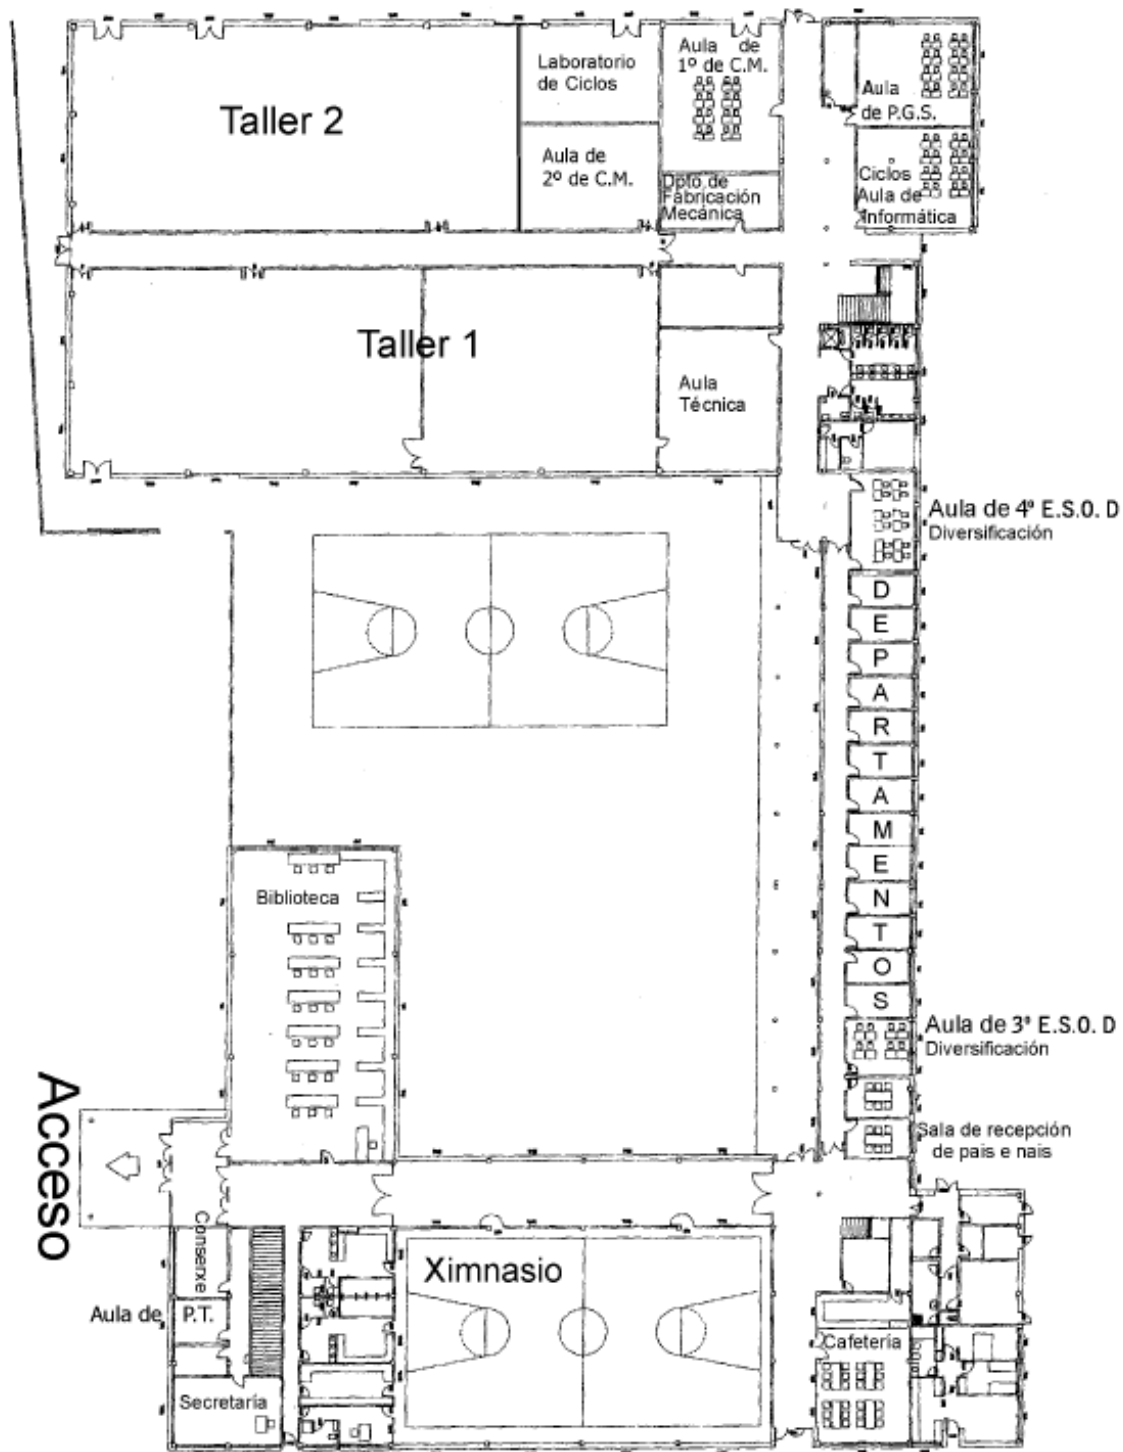 Taller 2
Laboratorio
de Ciclos
Aula de
2º de C.M.
Aula de
1º de C.M.
Dpto de
Fabricación
Mecánica
Aula
de P.G.S.
Ciclos
Aula de
Informática
Taller 1
Aula
Técnica
Aula de 4º E.S.O. D
Diversificación
D
E
P
A
R
T
A
M
E
N
T
O
S
Aula de 3º E.S.O. D
Diversificación
Sala de recepción
de pais e nais
Biblioteca
Acceso
Conserxe
Aula de P.T.
Secretaría
Ximnasio
Cafetería